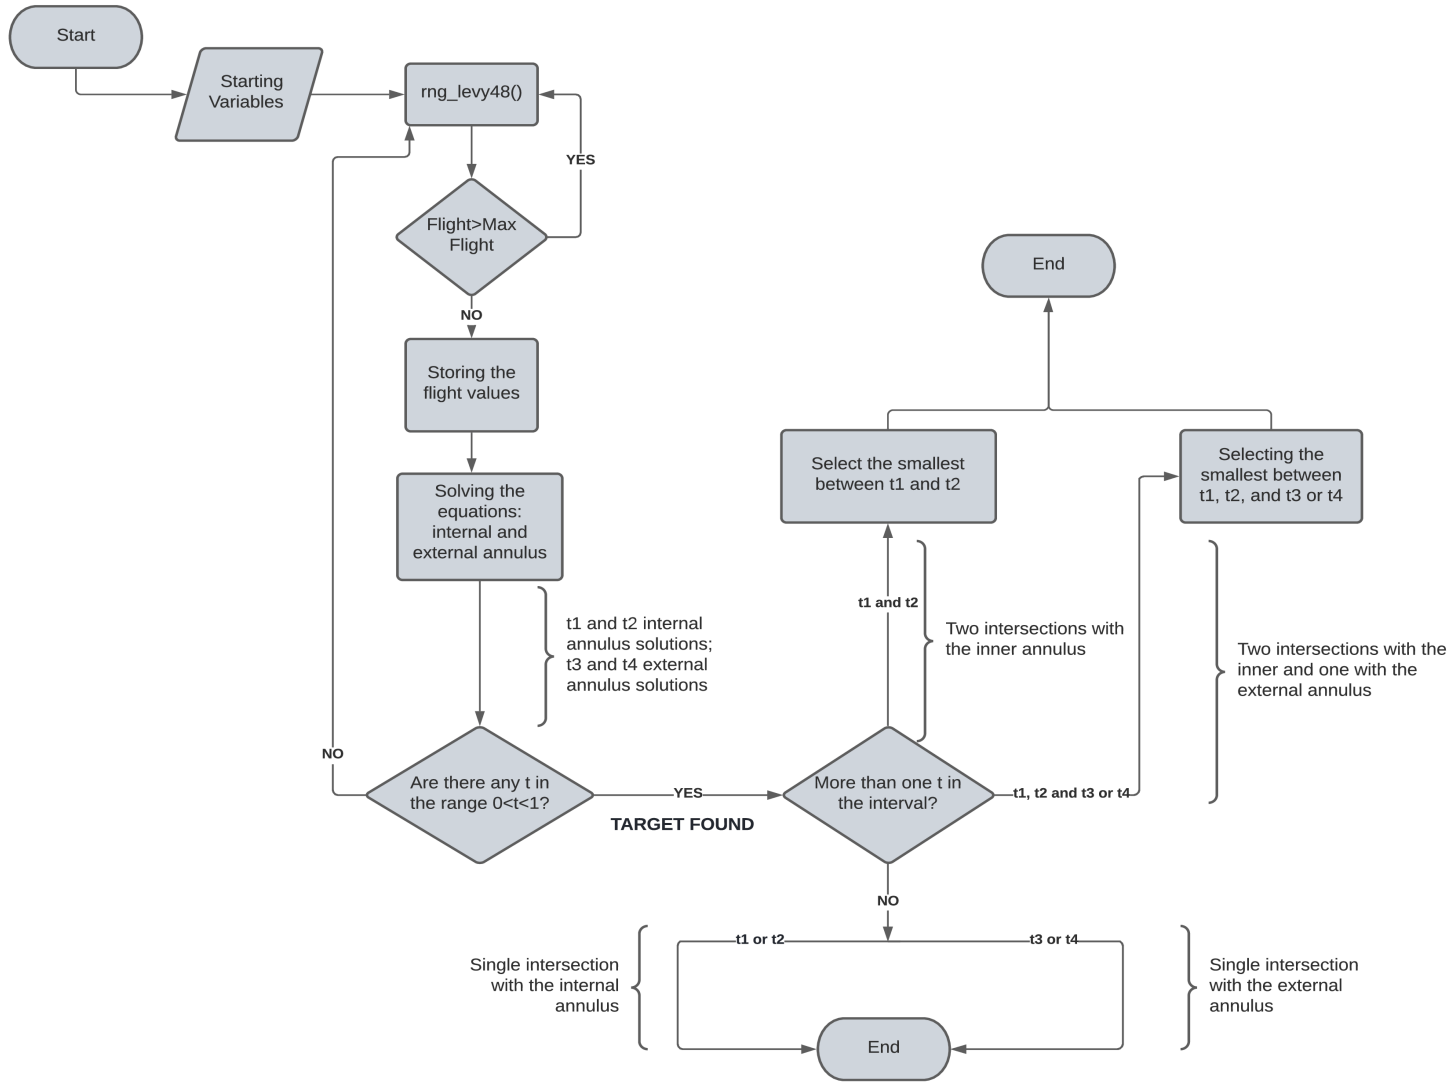 Start
Starting
Variables
rng_levy48()
YES
Flight>Max
Flight
NO
Storing the
flight values
Solving the
equations:
internal and
external annulus
t1 and t2 internal
annulus solutions;
t3 and t4 external
annulus solutions
NO
Are there any t in
the range 0<t<1?
YES
TARGET FOUND
More than one t in
the interval?
t1 and t2
Two intersections with
the inner annulus
Select the smallest
between t1 and t2
End
t1, t2 and t3 or t4
Selecting the
smallest between
t1, t2, and t3 or t4
Two intersections with the
inner and one with the
external annulus
NO
t1 or t2
t3 or t4
Single intersection
with the internal
annulus
Single intersection
with the external
annulus
End